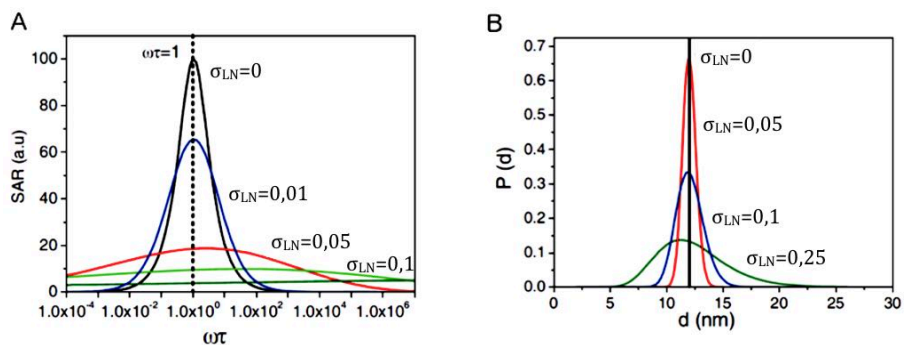 A
B
ωτ=1
σLN=0
σLN=0,01
σLN=0,05
σLN=0,1
SAR (a.u)
100
80
60
40
20
0
1.0x10⁻⁴
1.0x10⁻²
1.0x10⁰
1.0x10²
1.0x10⁴
1.0x10⁶
ωτ
σLN=0
σLN=0,05
σLN=0,1
σLN=0,25
P (d)
0.7
0.6
0.5
0.4
0.3
0.2
0.1
0.0
0 5 10 15 20 25 30
d (nm)